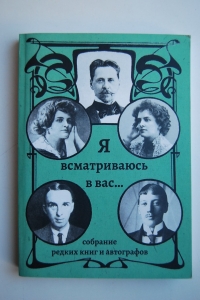 Я
всматриваюсь
в вас...
собрание
редких книг и автографов